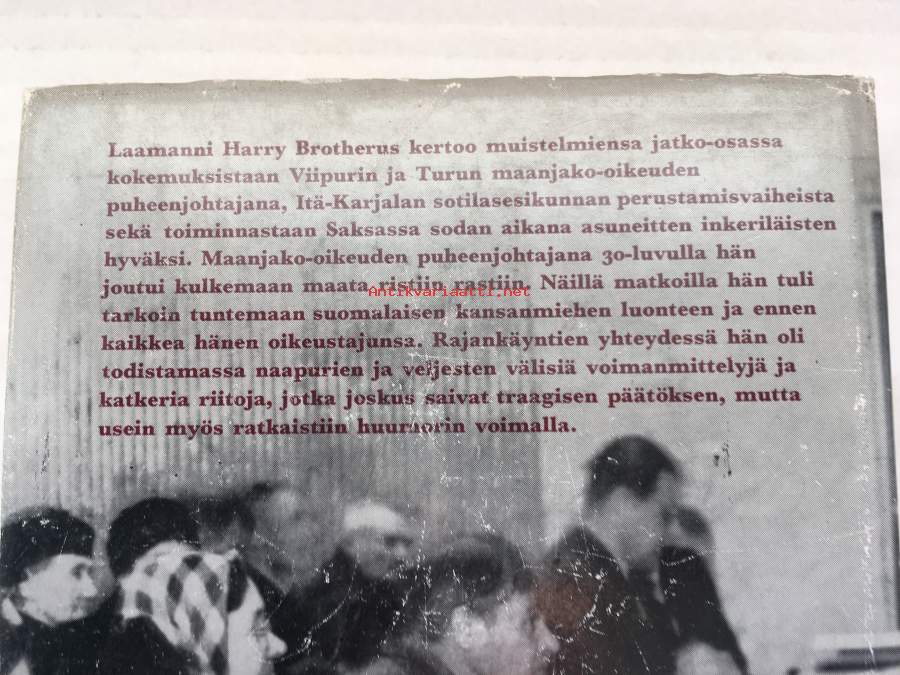 Laamanni Harry Brotherus kertoo muistelmiensa jatko-osassa
kokemuksistaan Viipurin ja Turun maanjako-oikeuden
puheenjohtajana, Itä-Karjalan sotilasesikunnan perustamisvaiheista
sekä toiminnastaan Saksassa sodan aikana asuneitten inkeriläisten
hyväksi. Maanjako-oikeuden puheenjohtajana 30-luvulla hän
joutui kulkemaan maata ristiin rastiin. Näillä matkoilla hän tuli
Antikvariaatti.net
tarkoin tuntemaan suomalaisen kansanmiehen luonteen ja ennen
kaikkea hänen oikeustajunsa. Rajankäyntien yhteydessä hän oli
todistamassa naapurien ja veljesten välisiä voimanmittelyjä ja
katkeria riitoja, jotka joskus saivat traagisen päätöksen, mutta
usein myös ratkaistiin huumorin voimalla.